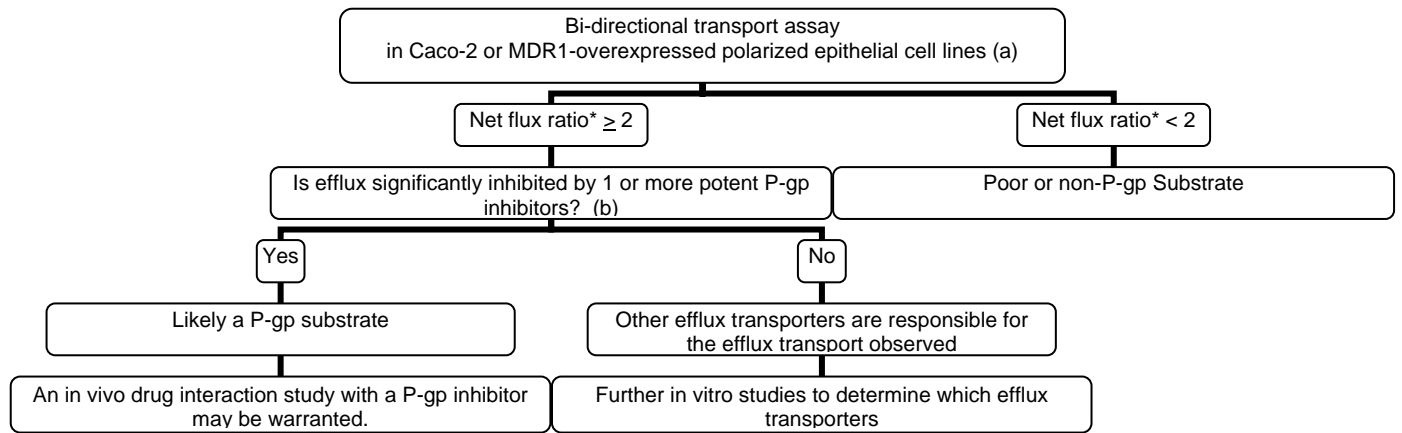 Bi-directional transport assay
in Caco-2 or MDR1-overexpressed polarized epithelial cell lines (a)
Net flux ratio* ≥ 2
Net flux ratio* < 2
Is efflux significantly inhibited by 1 or more potent P-gp
inhibitors? (b)
Poor or non-P-gp Substrate
Yes
No
Likely a P-gp substrate
Other efflux transporters are responsible for
the efflux transport observed
An in vivo drug interaction study with a P-gp inhibitor
may be warranted.
Further in vitro studies to determine which efflux
transporters